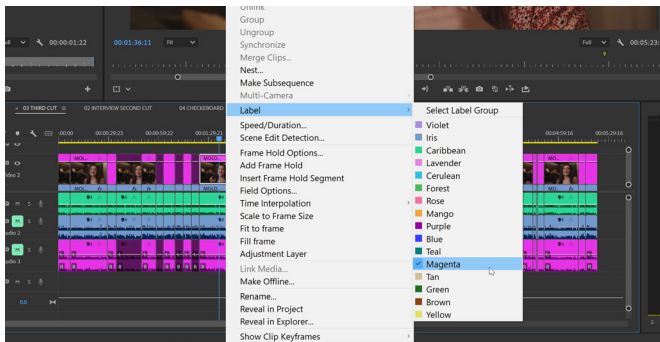 Unlink
Group
Ungroup
Synchronize
Merge Clips...
Nest...
Make Subsequence
Multi-Camera
Label
Speed/Duration...
Scene Edit Detection...
Frame Hold Options...
Add Frame Hold
Insert Frame Hold Segment
Field Options...
Time Interpolation
Scale to Frame Size
Fit to frame
Fill frame
Adjustment Layer
Link Media...
Make Offline...
Rename...
Reveal in Project
Reveal in Explorer...
Show Clip Keyframes
Select Label Group
Violet
Iris
Caribbean
Lavender
Cerulean
Forest
Rose
Mango
Purple
Blue
Teal
Magenta
Tan
Green
Brown
Yellow
00:00:01:22
00:01:36:11
Fit
Full
00:05:23:
03 THIRD CUT
02 INTERVIEW SECOND CUT
04 CHECKEBOARD
:00:00
00:00:29:23
00:00:59:22
00:01:29:21
00:04:59:16
00:05:29:16
0.0